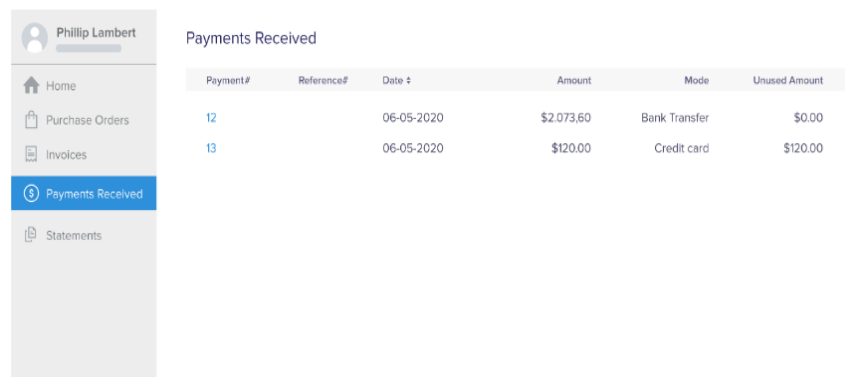 Phillip Lambert
Home
Purchase Orders
Invoices
Payments Received
Statements
Payments Received
Payment# Reference# Date Amount Mode Unused Amount
12 06-05-2020 $2.073,60 Bank Transfer $0.00
13 06-05-2020 $120.00 Credit card $120.00